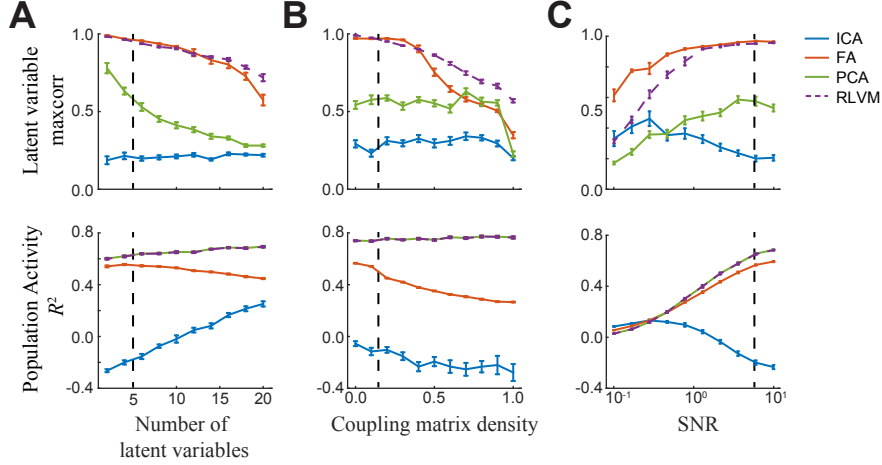 A
B
C
Latent variable
maxcorr
1.0
0.5
0.0
1.0
0.5
0.0
1.0
0.5
0.0
ICA
FA
PCA
RLVM
Population Activity
R²
0.8
0.4
0.0
-0.4
5
10
15
20
Number of
latent variables
0.8
0.4
0.0
-0.4
0.0
0.5
1.0
Coupling matrix density
0.8
0.4
0.0
-0.4
10⁻¹
10⁰
10¹
SNR